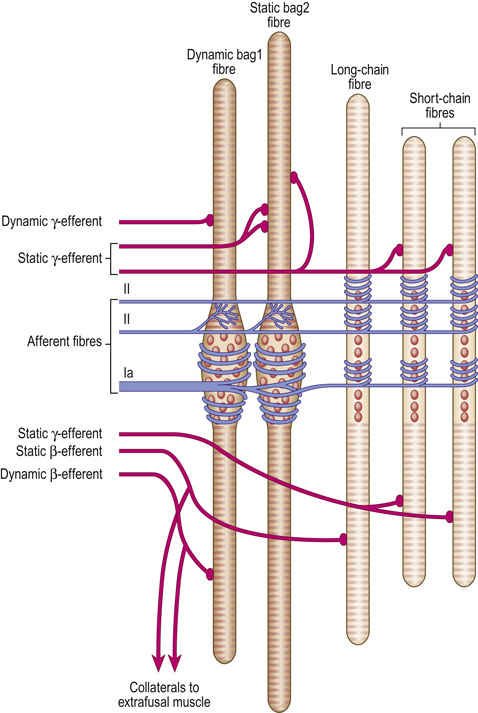 Static bag2
fibre
Dynamic bag1
fibre
Long-chain
fibre
Short-chain
fibres
Dynamic γ-efferent
Static γ-efferent
II
II
Afferent fibres
Ia
Static γ-efferent
Static β-efferent
Dynamic β-efferent
Collaterals to
extrafusal muscle